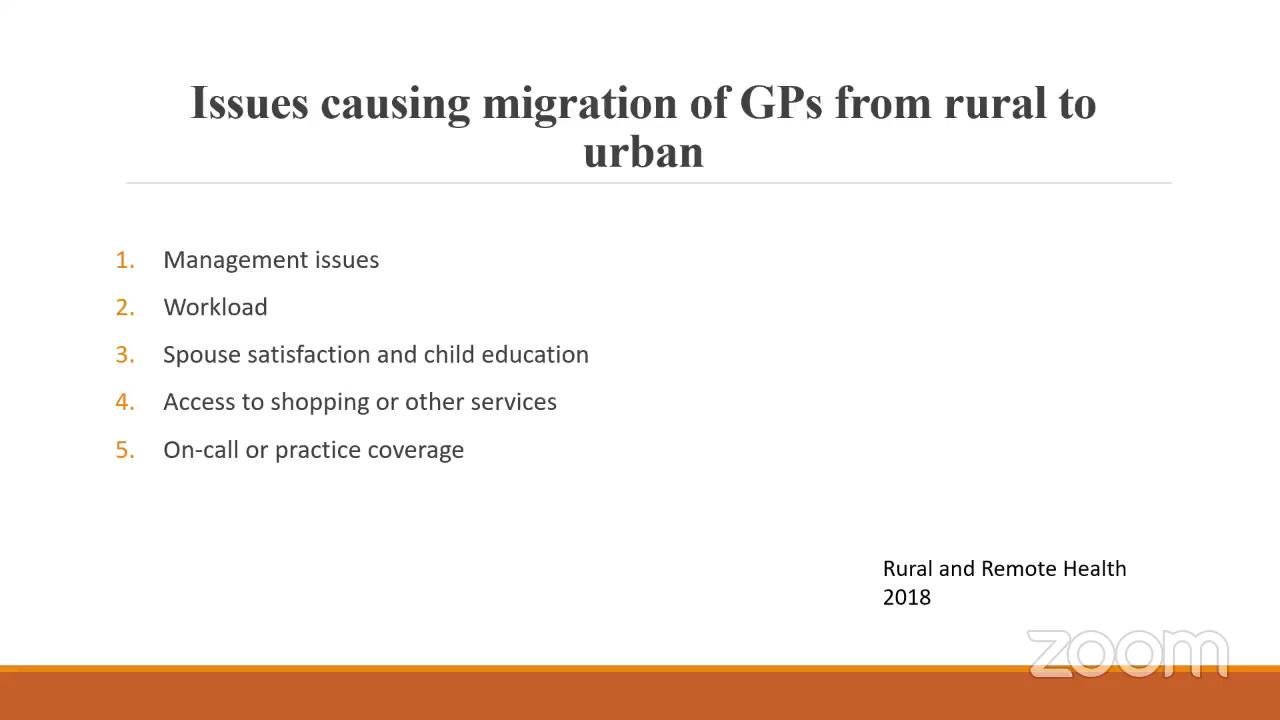 Issues causing migration of GPs from rural to
urban
1. Management issues
2. Workload
3. Spouse satisfaction and child education
4. Access to shopping or other services
5. On-call or practice coverage
Rural and Remote Health
2018
zoom